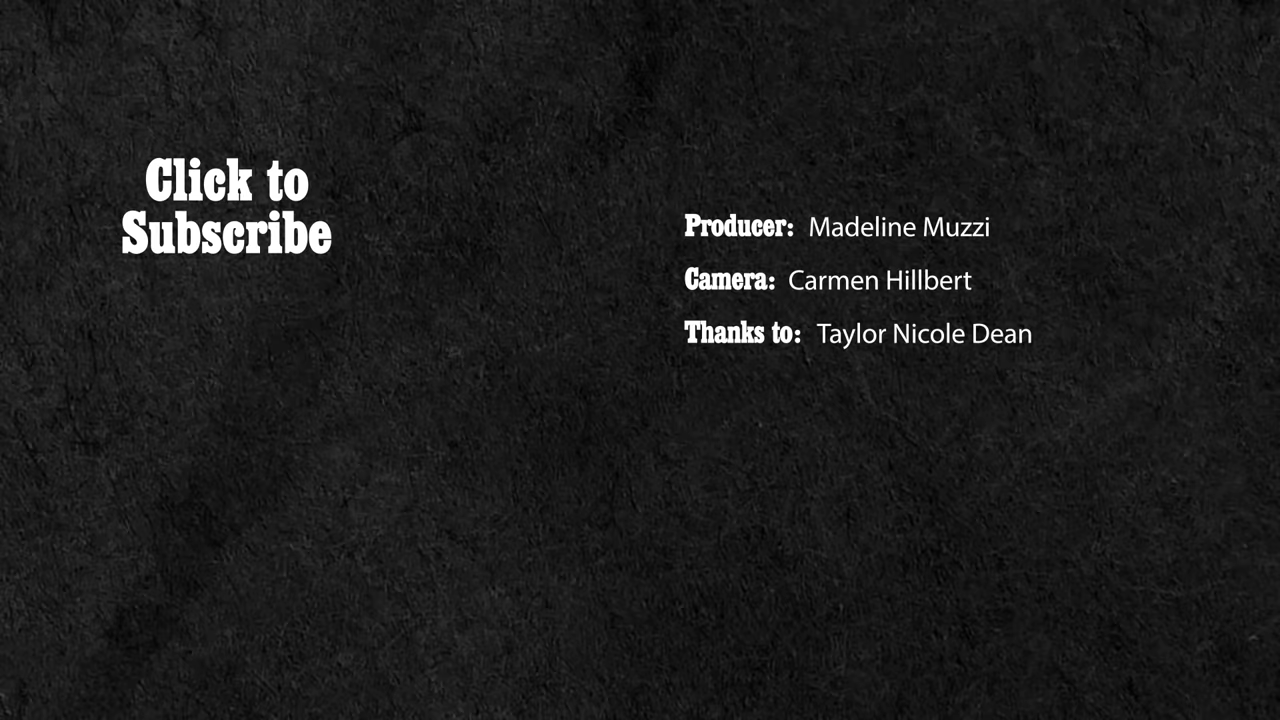 Click to
Subscribe
Producer: Madeline Muzzi
Camera: Carmen Hillbert
Thanks to: Taylor Nicole Dean